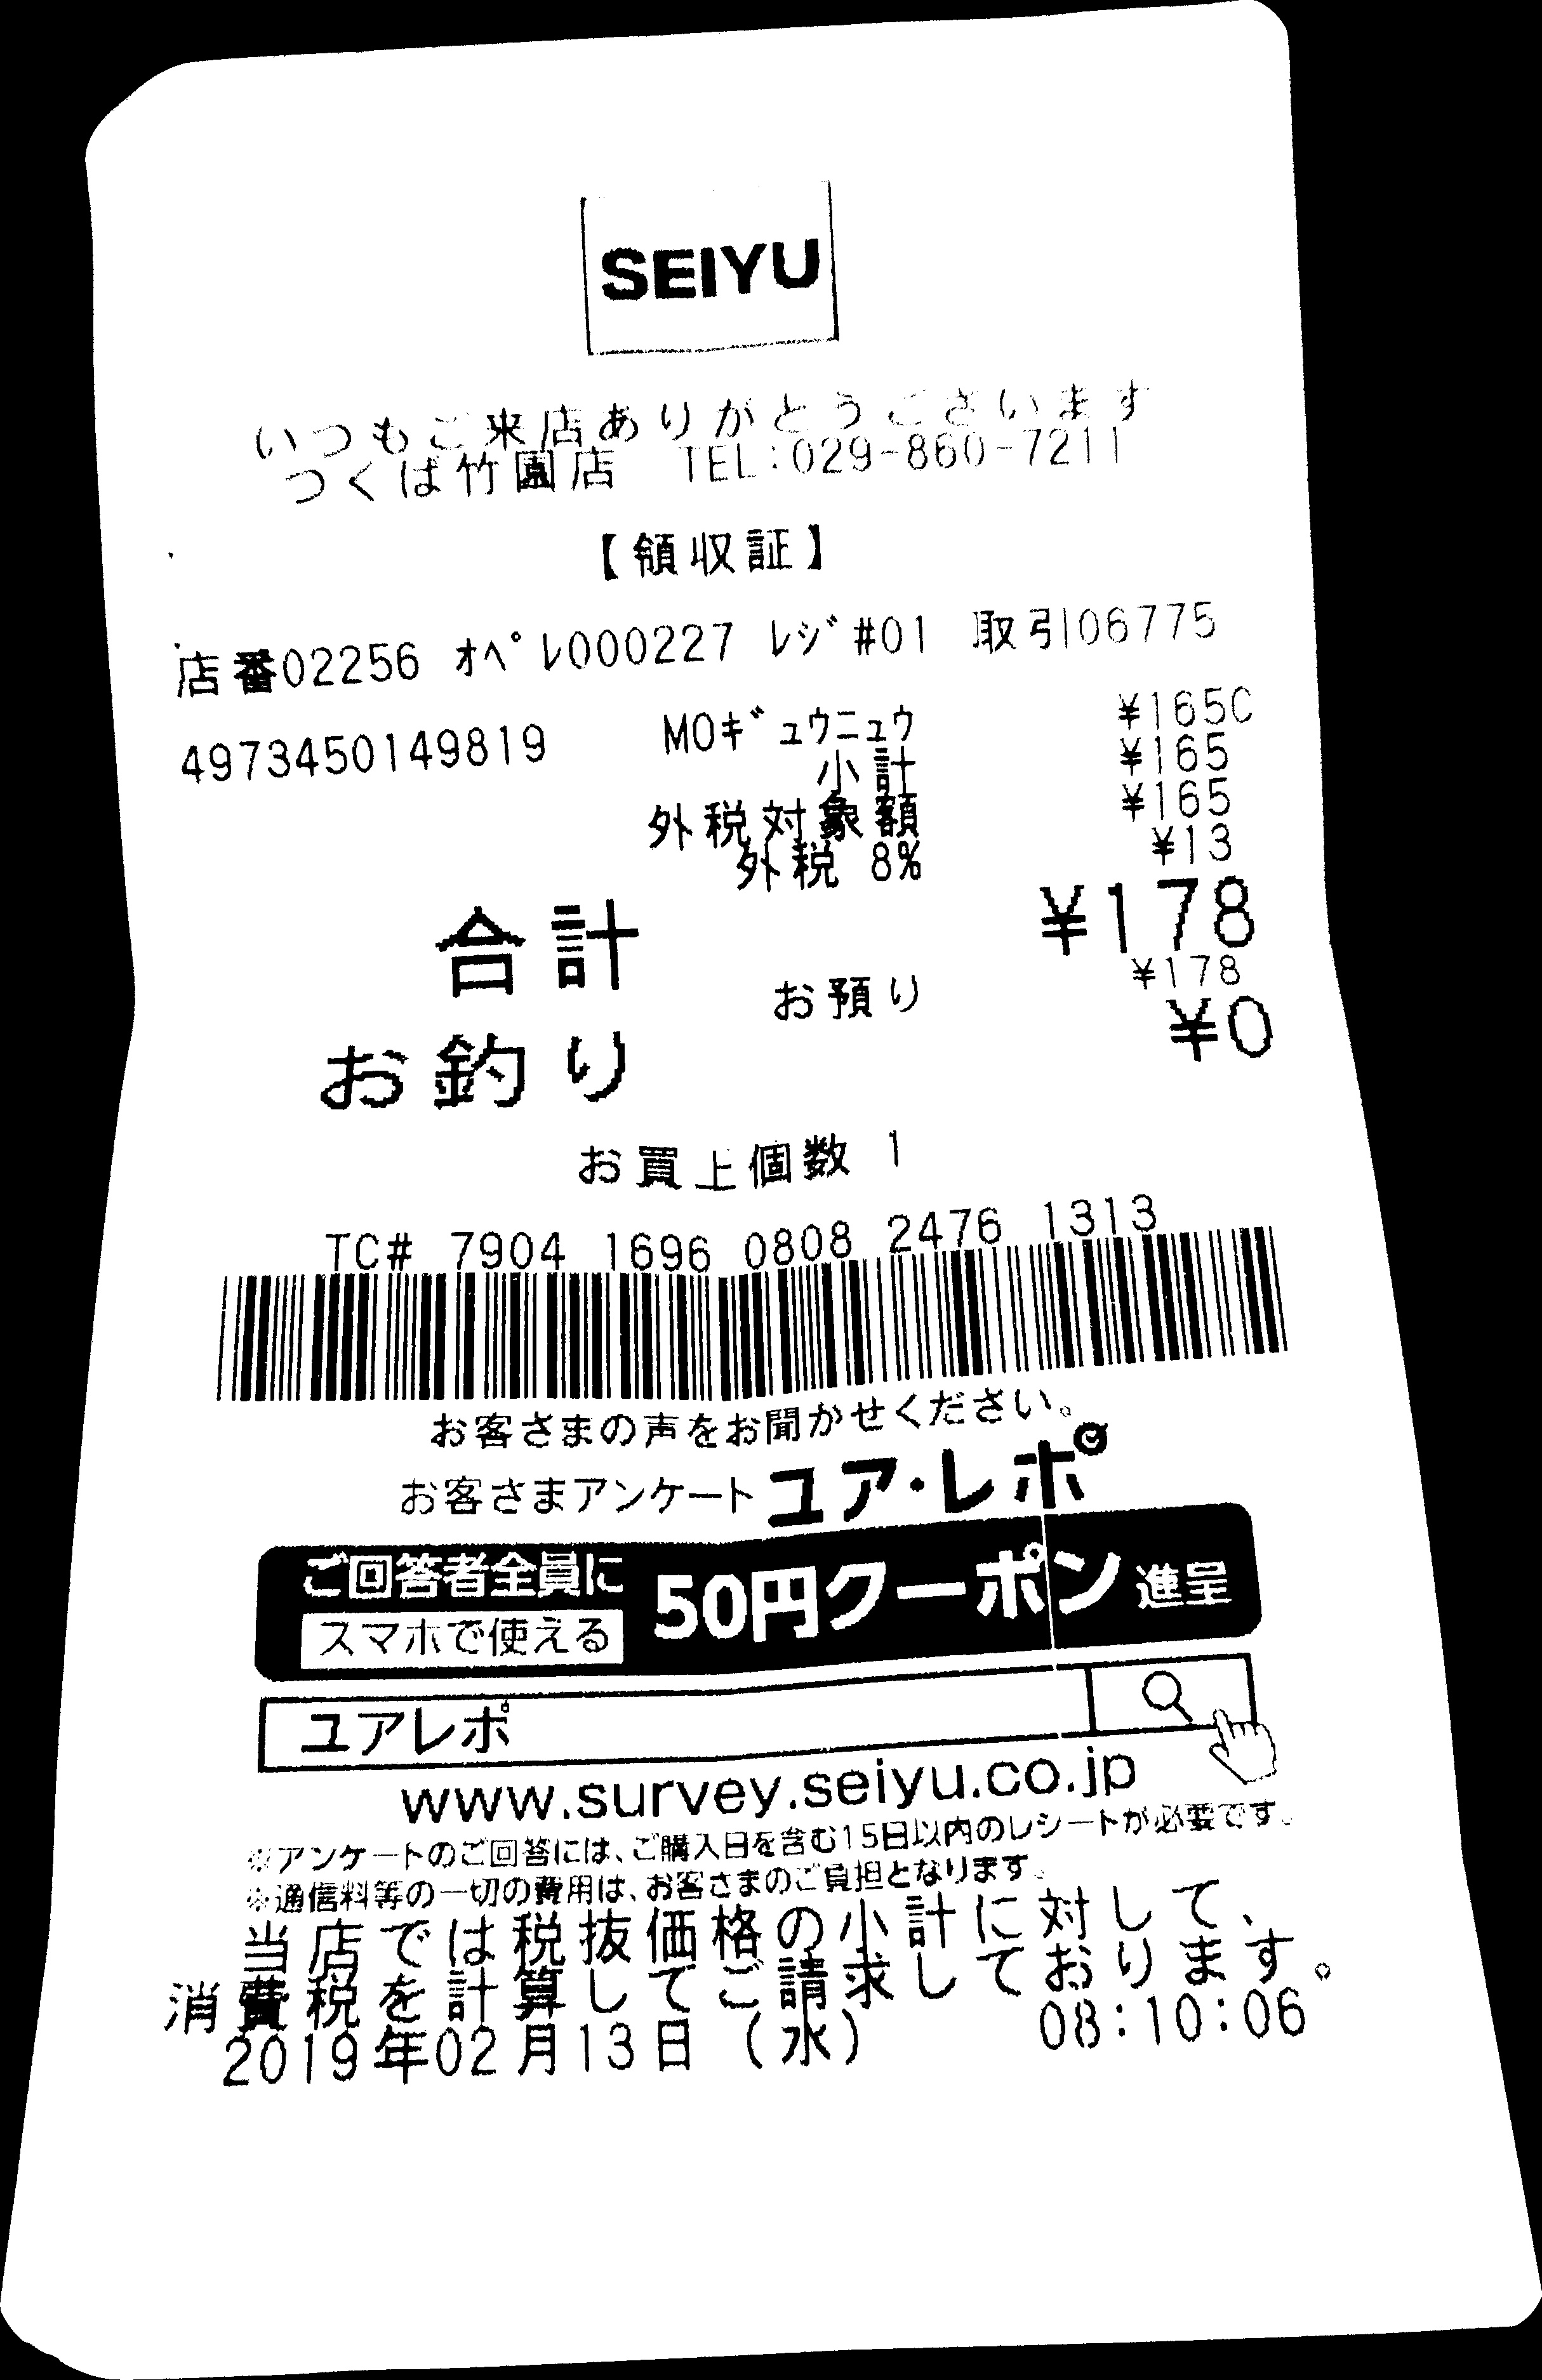 SEIYU
いつもご来店ありがとうございます
つくば竹園店 TEL:029-860-7211
【領収証】
店番02256 ｵﾍﾟﾚ000227 ﾚｼﾞ#01 取引06775
4973450149819 MOｷﾞｭｳﾆｭｳ ¥165C
小計 ¥165
外税対象額 ¥165
外税 8% ¥13
合計 ¥178
お預り ¥178
お釣り ¥0
お買上個数 1
TC# 7904 1696 0808 2476 1313
お客さまの声をお聞かせください。
お客さまアンケート ユア・レポ
ご回答者全員に
スマホで使える
50円クーポン進呈
ユアレポ
www.survey.seiyu.co.jp
※アンケートのご回答には、ご購入日を含む15日以内のレシートが必要です。
※通信料等の一切の費用は、お客さまのご負担となります。
当店では税抜価格の小計に対して、
消費税を計算してご請求しております。
2019年02月13日（水） 08:10:06